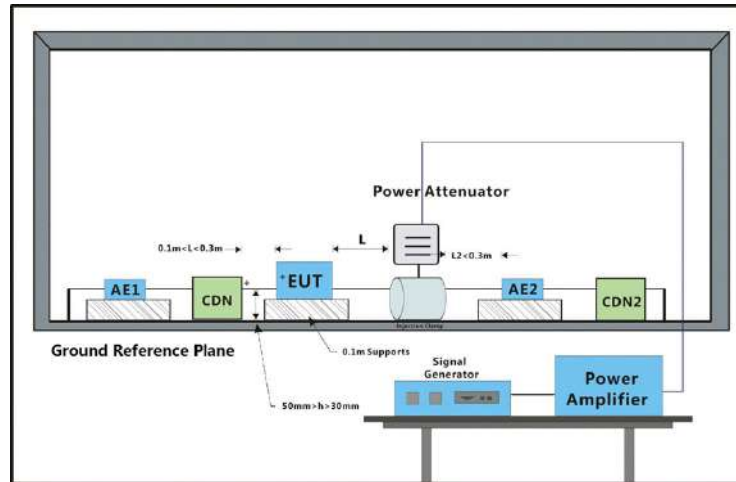 Power Attenuator
0.1m<L<0.3m
L
L2<0.3m
AE1
CDN
+
+EUT
AE2
CDN2
Injection Clamp
Ground Reference Plane
0.1m Supports
50mm>h>30mm
Signal
Generator
Power
Amplifier